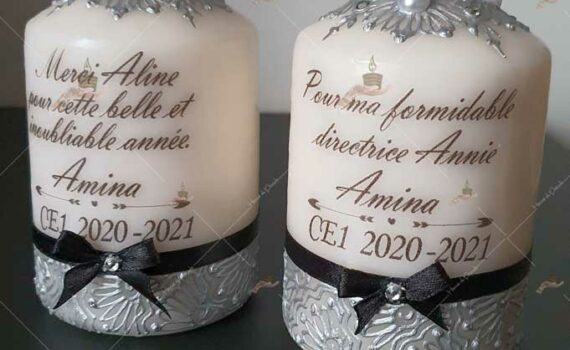 Merci Aline
pour cette belle et
inoubliable année.
Amina
CE1 2020-2021
Pour ma formidable
directrice Annie
Amina
CE1 2020-2021